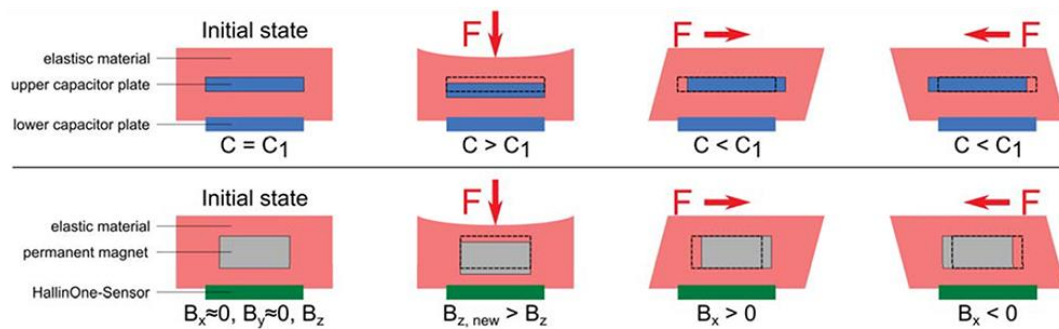 Initial state
F
F
F
elastisc material
upper capacitor plate
lower capacitor plate
C = C1
C > C1
C < C1
C < C1
Initial state
F
F
F
elastic material
permanent magnet
HallinOne-Sensor
Bx≈0, By≈0, Bz
Bz, new > Bz
Bx > 0
Bx < 0